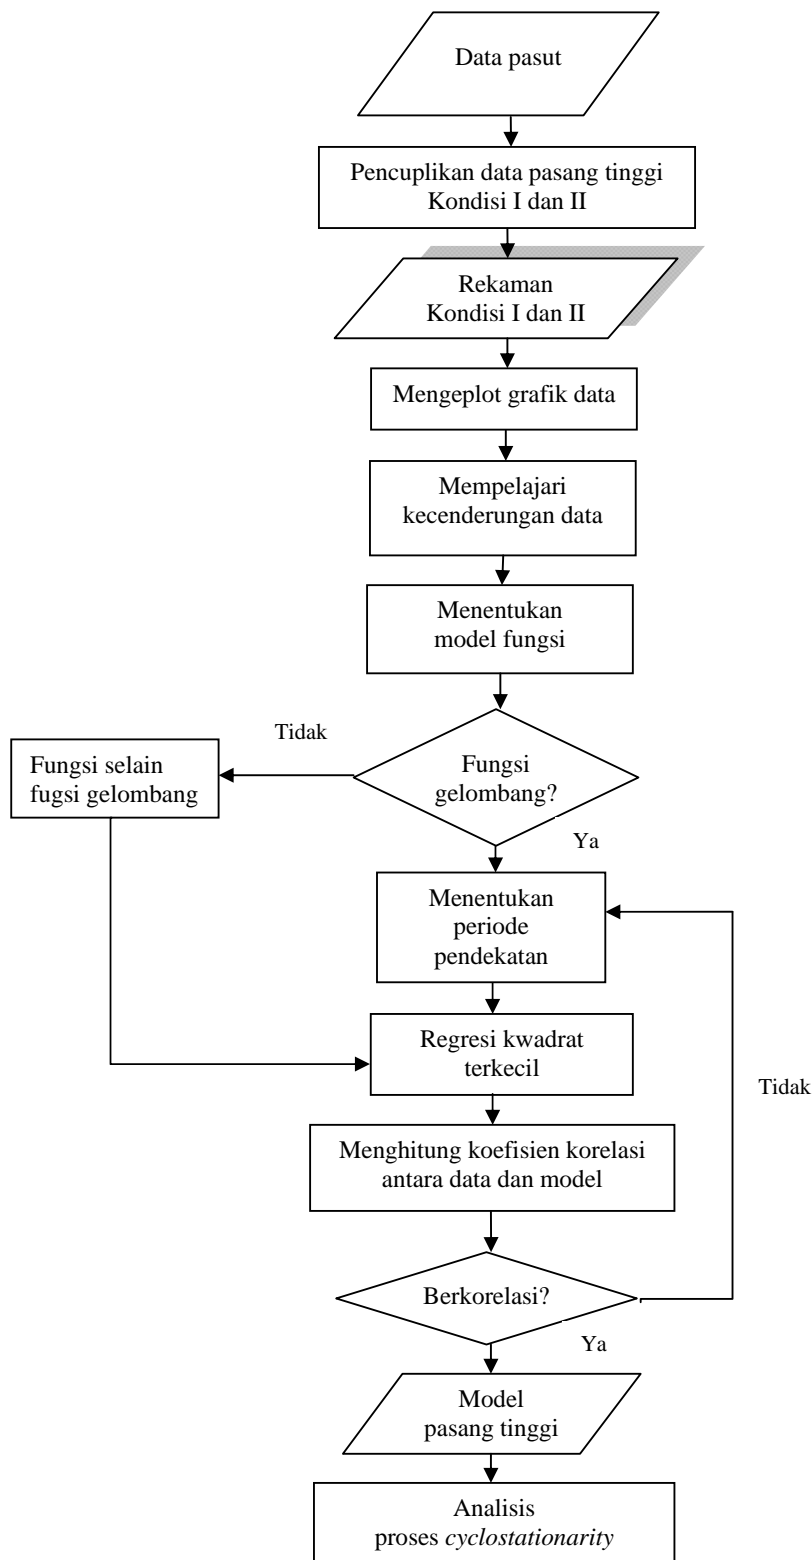 Data pasut
Pencuplikan data pasang tinggi
Kondisi I dan II
Rekaman
Kondisi I dan II
Mengeplot grafik data
Mempelajari
kecenderungan data
Menentukan
model fungsi
Tidak
Fungsi selain
fugsi gelombang
Fungsi
gelombang?
Ya
Menentukan
periode
pendekatan
Regresi kwadrat
terkecil
Tidak
Menghitung koefisien korelasi
antara data dan model
Berkorelasi?
Ya
Model
pasang tinggi
Analisis
proses cyclostationarity